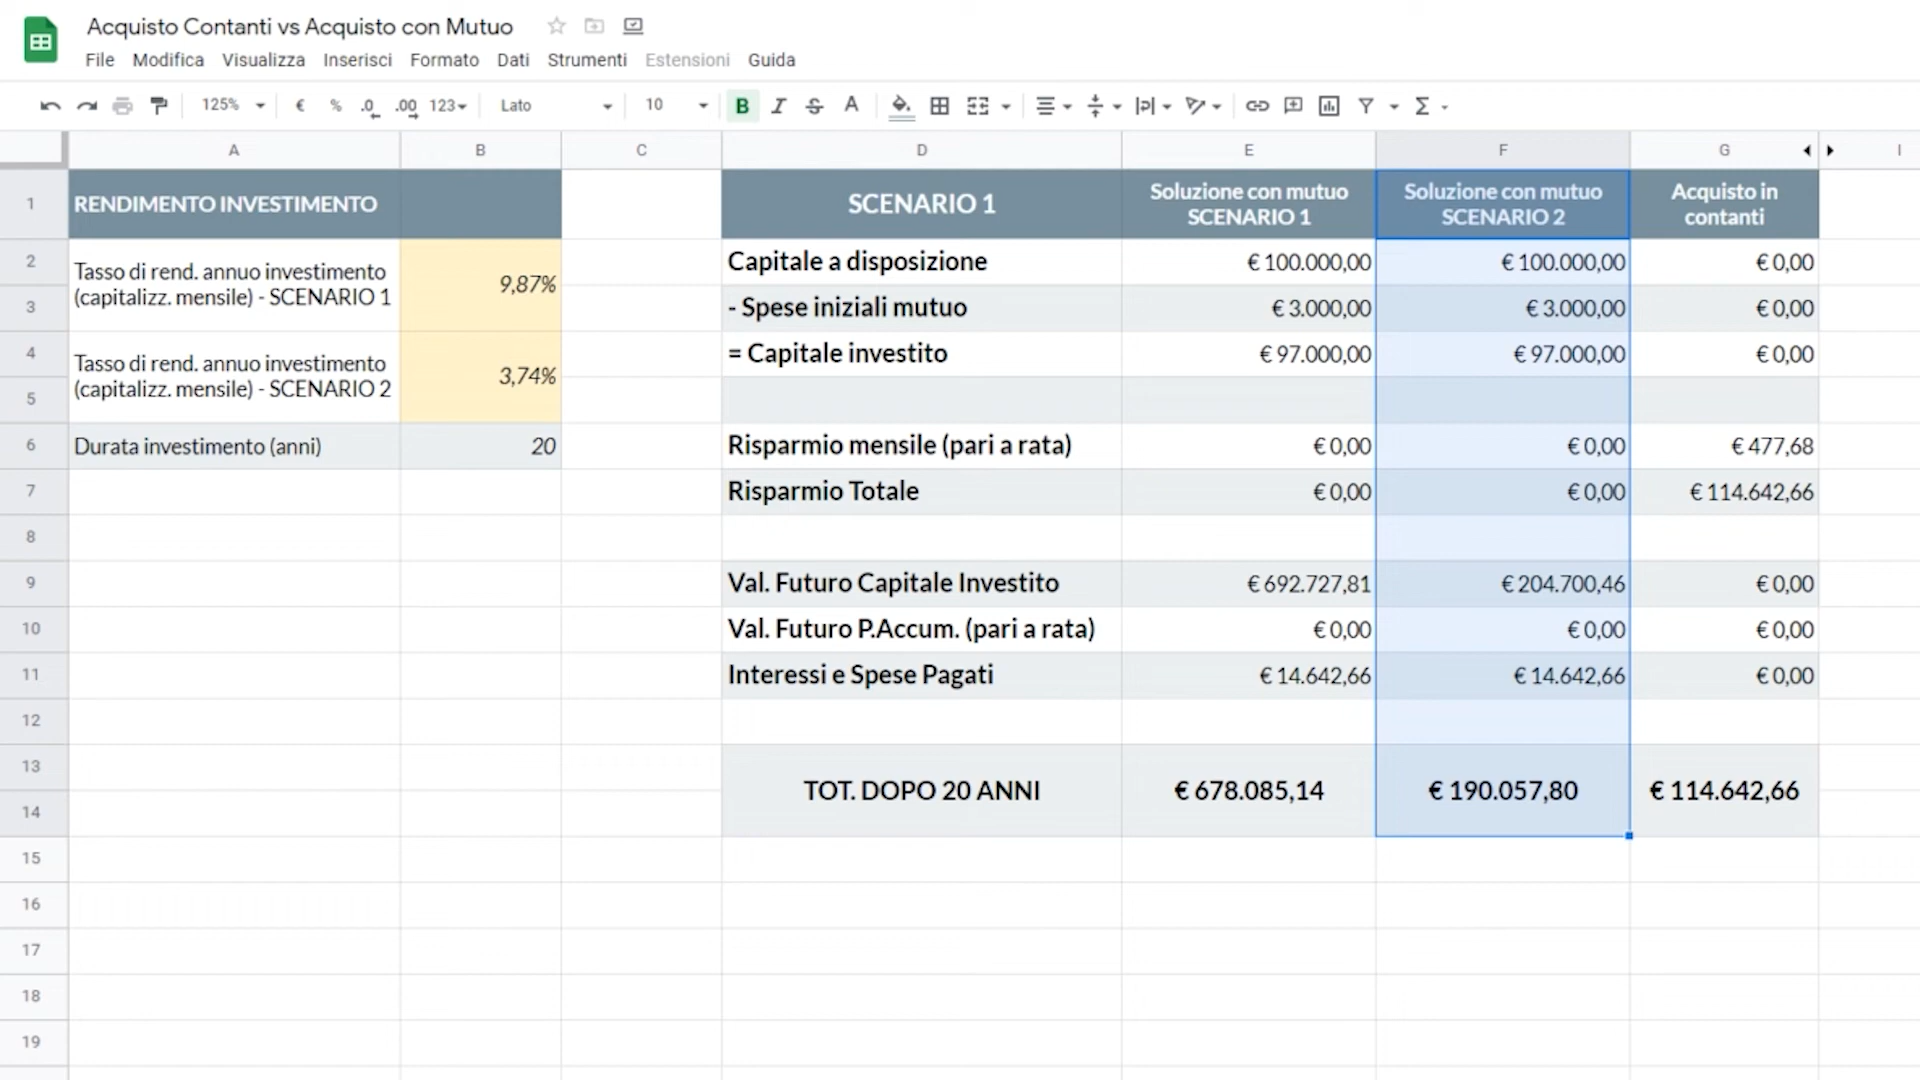 Acquisto Contanti vs Acquisto con Mutuo
File Modifica Visualizza Inserisci Formato Dati Strumenti Estensioni Guida
125% € % .0 .00 123 Lato 10 B I S A Σ
A B C D E F G I
1 RENDIMENTO INVESTIMENTO SCENARIO 1 Soluzione con mutuo SCENARIO 1 Soluzione con mutuo SCENARIO 2 Acquisto in contanti
2 Tasso di rend. annuo investimento (capitalizz. mensile) - SCENARIO 1 9,87% Capitale a disposizione € 100.000,00 € 100.000,00 € 0,00
3 - Spese iniziali mutuo € 3.000,00 € 3.000,00 € 0,00
4 Tasso di rend. annuo investimento (capitalizz. mensile) - SCENARIO 2 3,74% = Capitale investito € 97.000,00 € 97.000,00 € 0,00
5
6 Durata investimento (anni) 20 Risparmio mensile (pari a rata) € 0,00 € 0,00 € 477,68
7 Risparmio Totale € 0,00 € 0,00 € 114.642,66
8
9 Val. Futuro Capitale Investito € 692.727,81 € 204.700,46 € 0,00
10 Val. Futuro P.Accum. (pari a rata) € 0,00 € 0,00 € 0,00
11 Interessi e Spese Pagati € 14.642,66 € 14.642,66 € 0,00
12
13 TOT. DOPO 20 ANNI € 678.085,14 € 190.057,80 € 114.642,66
14
15
16
17
18
19